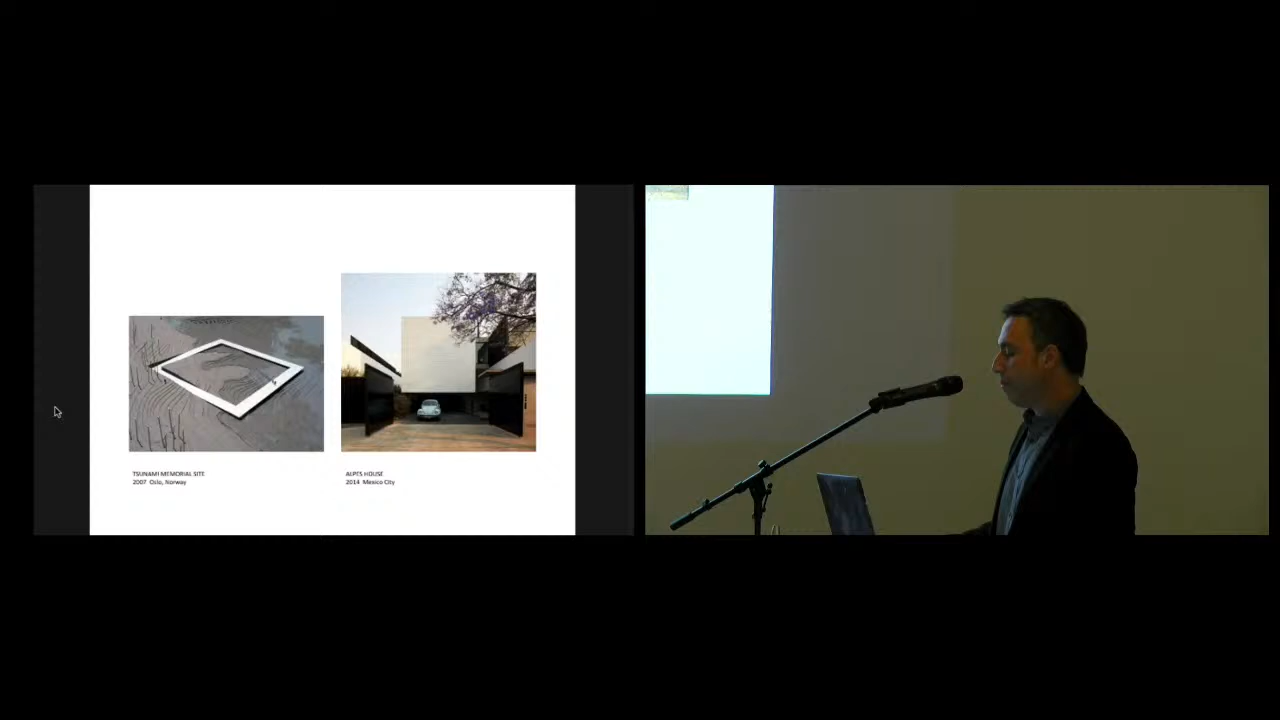 TSUNAMI MEMORIAL SITE
2007 Oslo, Norway
ALPES HOUSE
2014 Mexico City